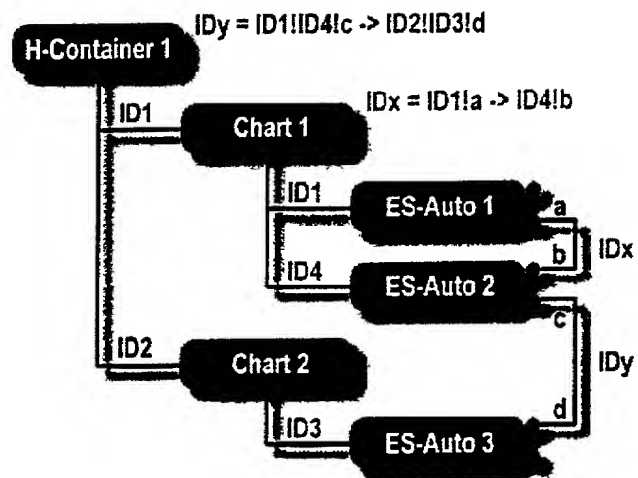 IDy = ID1!ID4!c -> ID2!ID3!d
H-Container 1
ID1
IDx = ID1!a -> ID4!b
Chart 1
ID1
ES-Auto 1
a
b
IDx
ID4
ES-Auto 2
c
ID2
Chart 2
IDy
d
ID3
ES-Auto 3